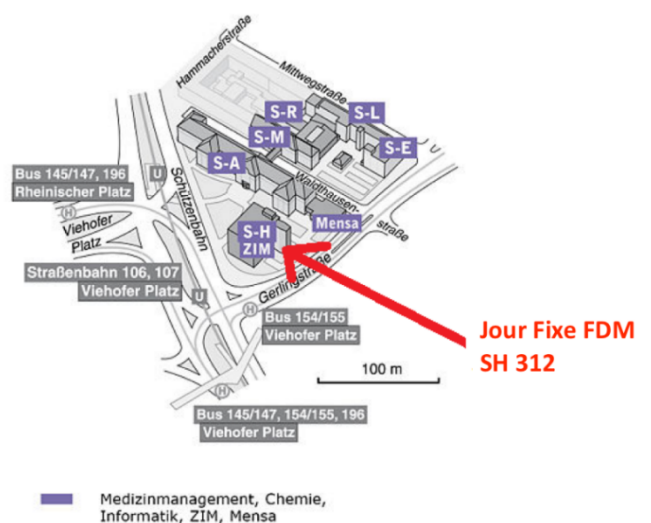 Hammacherstraße
Mittwegstraße
S-R
S-L
S-M
S-E
S-A
Bus 145/147, 196
Rheinischer Platz
U
Schützenbahn
Waldthausen-
straße
H
Viehofer
Platz
Mensa
S-H
ZIM
Straßenbahn 106, 107
Viehofer Platz
U
Gerlingstraße
H
Bus 154/155
Viehofer Platz
Jour Fixe FDM
SH 312
100 m
H
Bus 145/147, 154/155, 196
Viehofer Platz
Medizinmanagement, Chemie,
Informatik, ZIM, Mensa